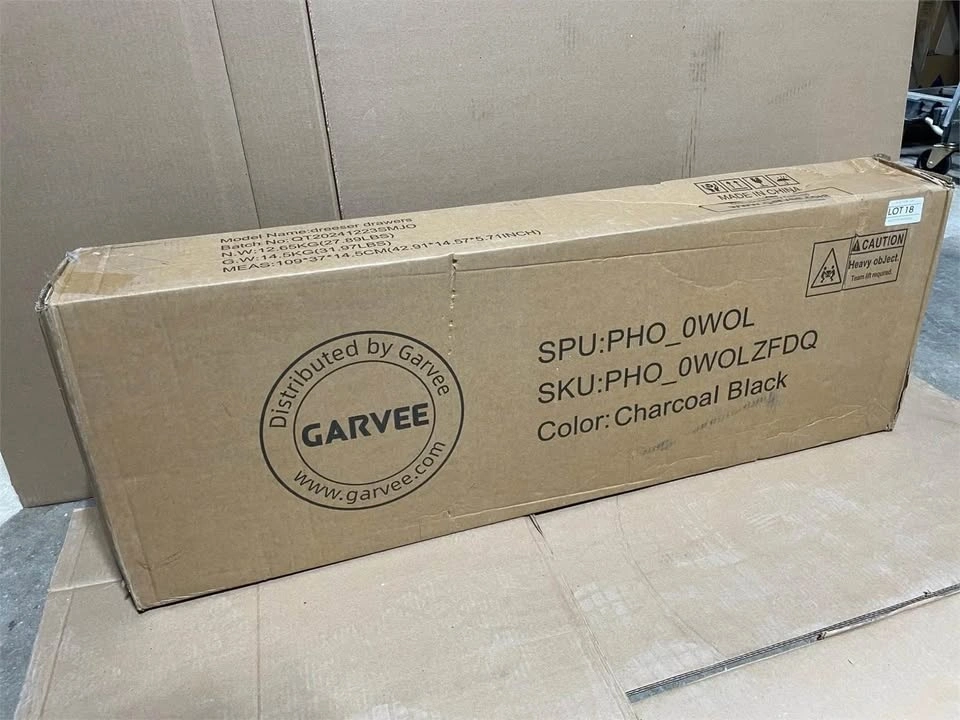 Model Name:dreeser drawers
Batch No:QT20241223SMJO
N.W:12.65KG(27.89LBS)
G.W:14.5KG(31.97LBS)
MEAS:109*37*14.5CM(42.91*14.57*5.71INCH)
MADE IN CHINA
LOT 18
CAUTION
Heavy obJect.
Team lift required.
Distributed by Garvee
GARVEE
www.garvee.com
SPU:PHO_0WOL
SKU:PHO_0WOLZFDQ
Color: Charcoal Black